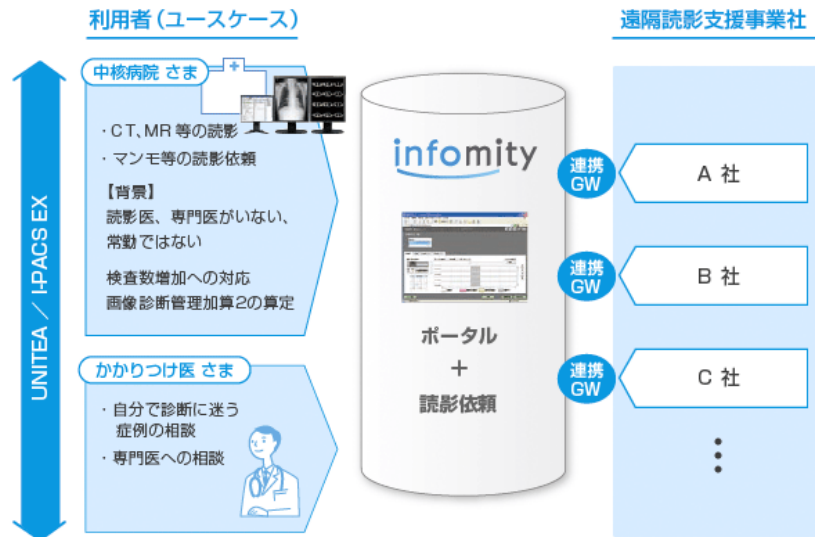 利用者(ユースケース)
遠隔読影支援事業社
UNITEA / I-PACS EX
中核病院 さま
・CT、MR 等の読影
・マンモ等の読影依頼
【背景】
読影医、専門医がいない、
常勤ではない
検査数増加への対応
画像診断管理加算2の算定
かかりつけ医 さま
・自分で診断に迷う
症例の相談
・専門医への相談
infomity
ポータル
+
読影依頼
連携
GW
A 社
連携
GW
B 社
連携
GW
C 社